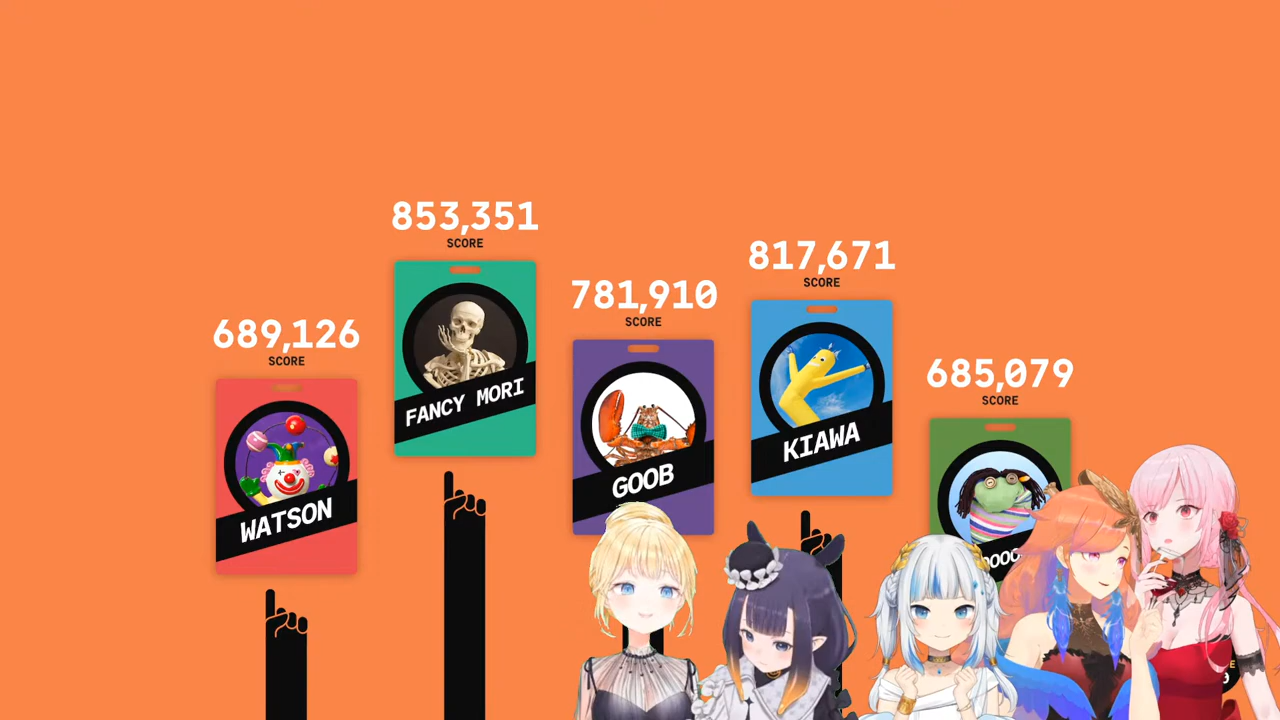 689,126
SCORE
WATSON
853,351
SCORE
FANCY MORI
781,910
SCORE
GOOB
817,671
SCORE
KIAWA
685,079
SCORE